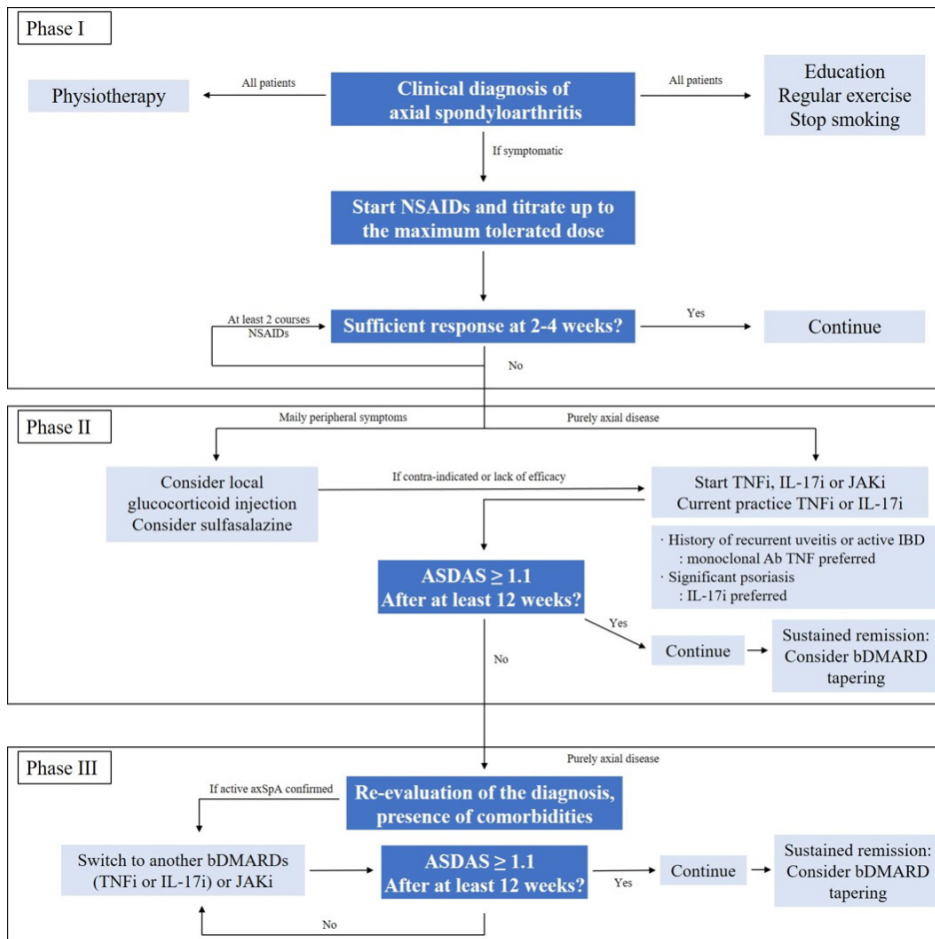 Phase I
All patients
All patients
Physiotherapy
Clinical diagnosis of
axial spondyloarthritis
Education
Regular exercise
Stop smoking
If symptomatic
Start NSAIDs and titrate up to
the maximum tolerated dose
At least 2 courses
NSAIDs
Sufficient response at 2-4 weeks?
Yes
Continue
No
Phase II
Maily peripheral symptoms
Purely axial disease
Consider local
glucocorticoid injection
Consider sulfasalazine
If contra-indicated or lack of efficacy
Start TNFi, IL-17i or JAKi
Current practice TNFi or IL-17i
· History of recurrent uveitis or active IBD
: monoclonal Ab TNF preferred
· Significant psoriasis
: IL-17i preferred
ASDAS ≥ 1.1
After at least 12 weeks?
Yes
Continue
Sustained remission:
Consider bDMARD
tapering
No
Phase III
Purely axial disease
If active axSpA confirmed
Re-evaluation of the diagnosis,
presence of comorbidities
Switch to another bDMARDs
(TNFi or IL-17i) or JAKi
ASDAS ≥ 1.1
After at least 12 weeks?
Yes
Continue
Sustained remission:
Consider bDMARD
tapering
No